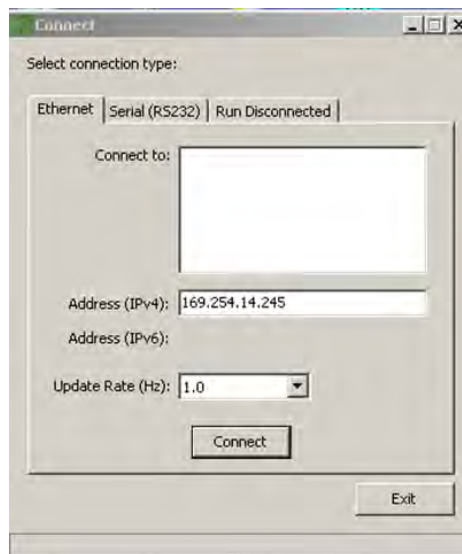 Connect
Select connection type:
Ethernet
Serial (RS232)
Run Disconnected
Connect to:
Address (IPv4): 169.254.14.245
Address (IPv6):
Update Rate (Hz): 1.0
Connect
Exit